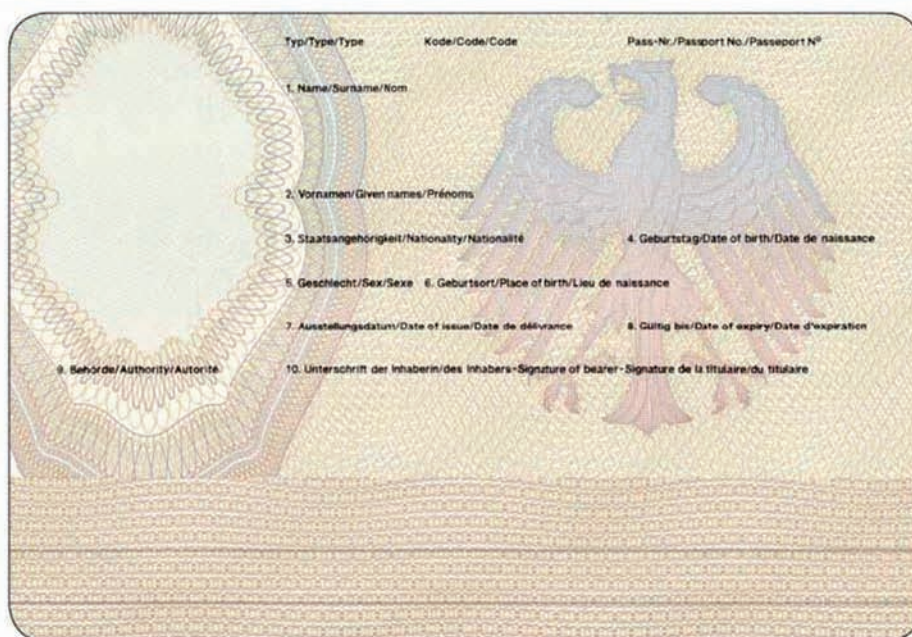 Typ/Type/Type Kode/Code/Code Pass-Nr./Passport No./Passeport Nº
1. Name/Surname/Nom
2. Vornamen/Given names/Prénoms
3. Staatsangehörigkeit/Nationality/Nationalité 4. Geburtstag/Date of birth/Date de naissance
5. Geschlecht/Sex/Sexe 6. Geburtsort/Place of birth/Lieu de naissance
7. Ausstellungsdatum/Date of issue/Date de délivrance 8. Gültig bis/Date of expiry/Date d'expiration
9. Behörde/Authority/Autorité 10. Unterschrift der Inhaberin/des Inhabers-Signature of bearer-Signature de la titulaire/du titulaire